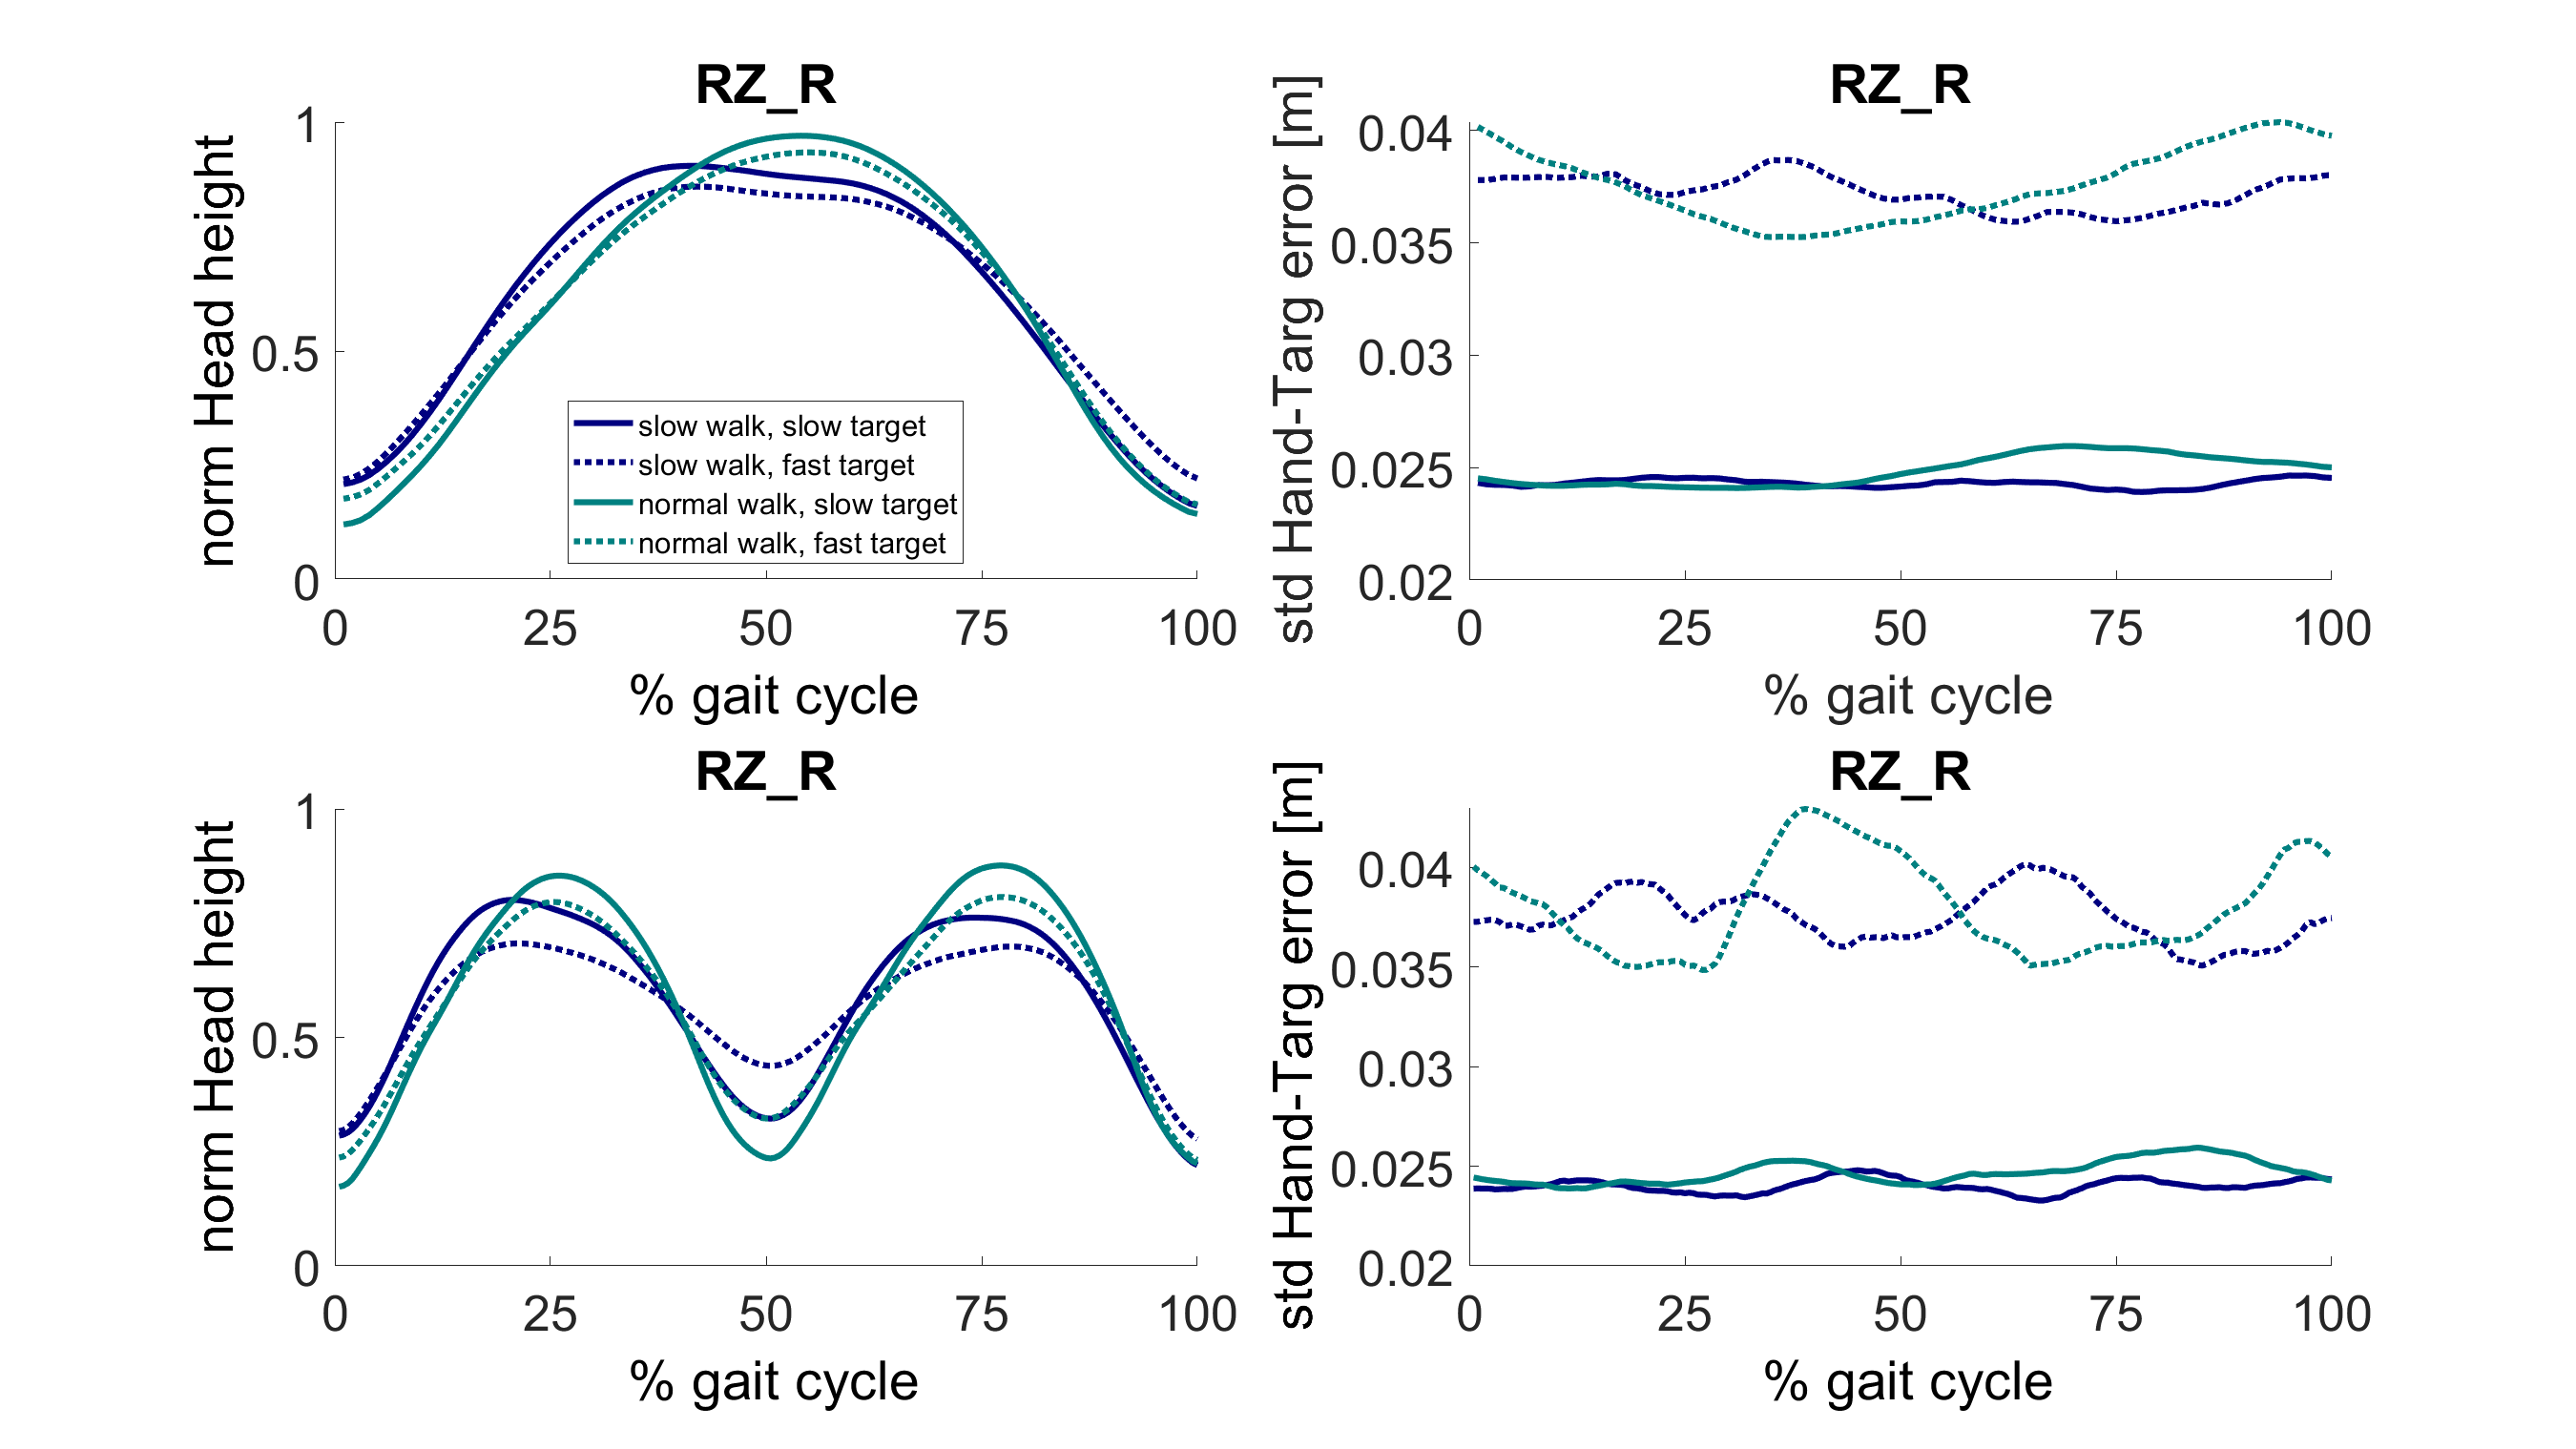 RZ_R
norm Head height
1
0.5
0
slow walk, slow target
slow walk, fast target
normal walk, slow target
normal walk, fast target
0 25 50 75 100
% gait cycle
RZ_R
std Hand-Targ error [m]
0.04
0.035
0.03
0.025
0.02
0 25 50 75 100
% gait cycle
RZ_R
norm Head height
1
0.5
0
0 25 50 75 100
% gait cycle
RZ_R
std Hand-Targ error [m]
0.04
0.035
0.03
0.025
0.02
0 25 50 75 100
% gait cycle